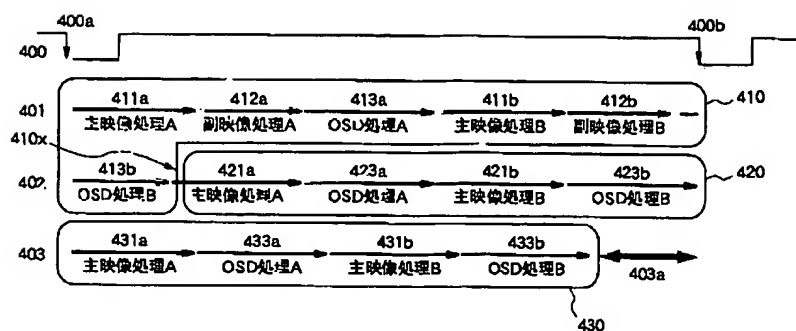 400a 400b
400
411a 412a 413a 411b 412b 410
401
主映像処理A 副映像処理A OSD処理A 主映像処理B 副映像処理B
410x
413b 421a 423a 421b 423b 420
402
OSD処理B 主映像処理A OSD処理A 主映像処理B OSD処理B
431a 433a 431b 433b
403 403a
主映像処理A OSD処理A 主映像処理B OSD処理B
430